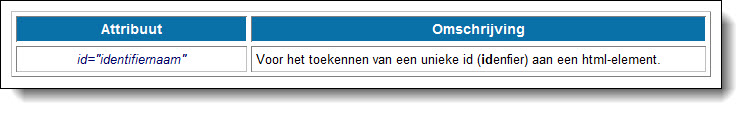 Attribuut Omschrijving
id="identifiernaam" Voor het toekennen van een unieke id (idenfier) aan een html-element.